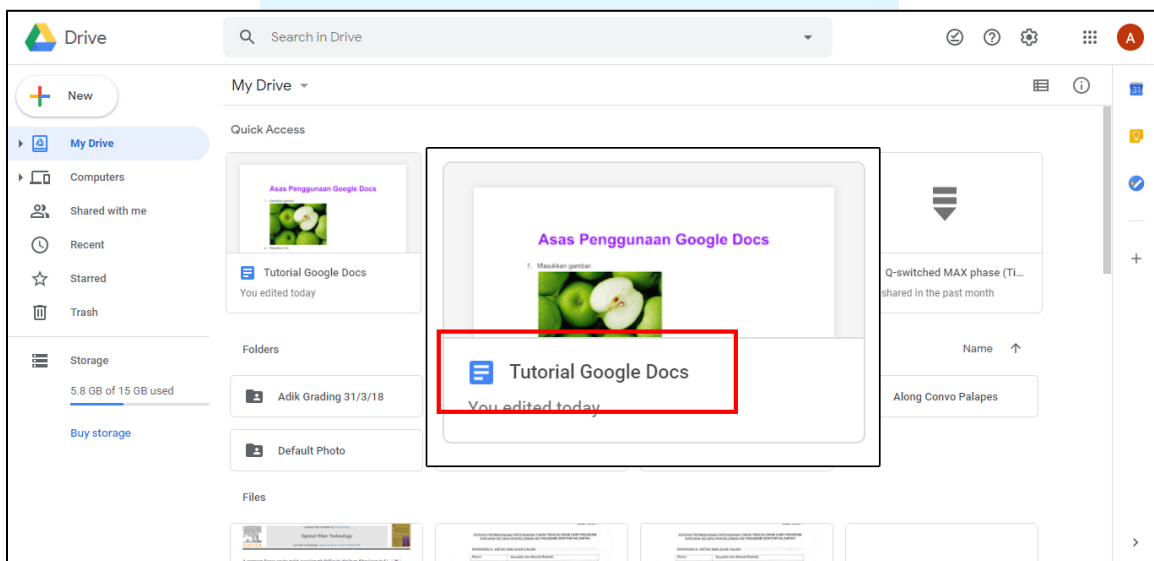 Drive
Search in Drive
A
New
My Drive
31
Quick Access
My Drive
Computers
Shared with me
Recent
Starred
Trash
Storage
5.8 GB of 15 GB used
Buy storage
Asas Penggunaan Google Docs
Tutorial Google Docs
You edited today
Asas Penggunaan Google Docs
1. Masukkan gambar.
Tutorial Google Docs
You edited today
Q-switched MAX phase (Ti...
shared in the past month
Folders
Name
Adik Grading 31/3/18
Along Convo Palapes
Default Photo
Files
Optical Fiber Technology